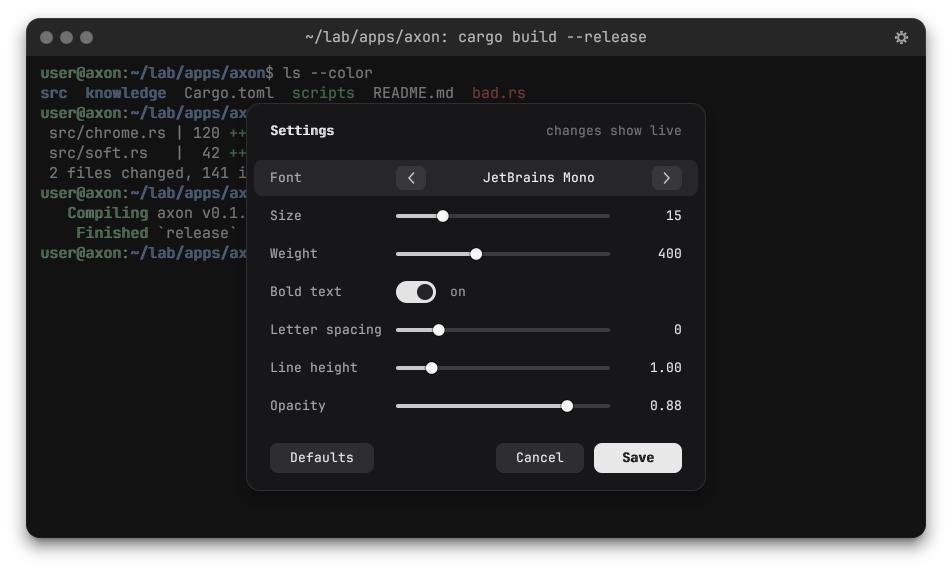 ~/lab/apps/axon: cargo build --release
user@axon:~/lab/apps/axon$ ls --color
src knowledge Cargo.toml scripts README.md bad.rs
user@axon:~/lab/apps/ax
src/chrome.rs | 120 ++
src/soft.rs | 42 ++
2 files changed, 141 i
user@axon:~/lab/apps/ax
Compiling axon v0.1.
Finished `release`
user@axon:~/lab/apps/ax
Settings changes show live
Font JetBrains Mono
Size 15
Weight 400
Bold text on
Letter spacing 0
Line height 1.00
Opacity 0.88
Defaults Cancel Save